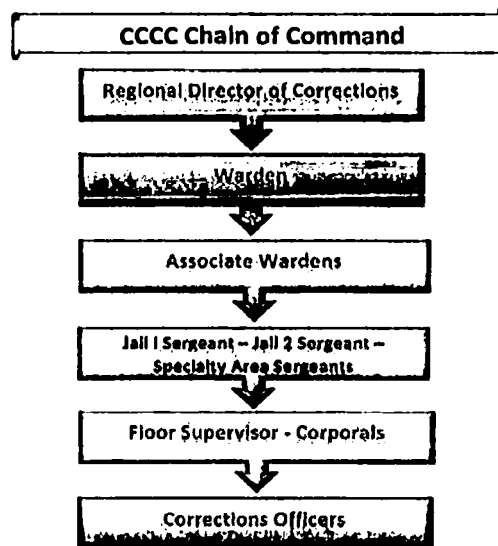 CCCC Chain of Command
Regional Director of Corrections
Warden
Associate Wardens
Jail I Sergeant – Jail 2 Sorgeant –
Specialty Area Sergeants
Floor Supervisor - Corporals
Corrections Officers